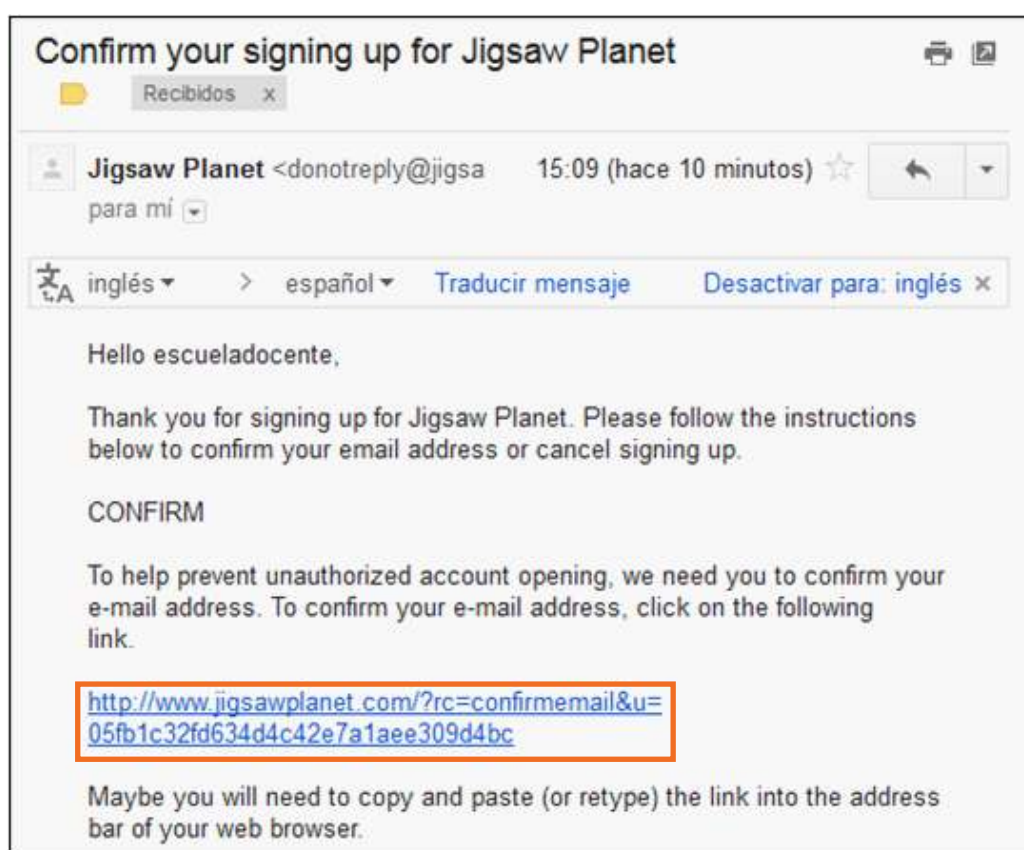 Confirm your signing up for Jigsaw Planet
Recibidos x
Jigsaw Planet <donotreply@jigsa 15:09 (hace 10 minutos)
para mí
inglés > español Traducir mensaje Desactivar para: inglés ×
Hello escueladocente,
Thank you for signing up for Jigsaw Planet. Please follow the instructions
below to confirm your email address or cancel signing up.
CONFIRM
To help prevent unauthorized account opening, we need you to confirm your
e-mail address. To confirm your e-mail address, click on the following
link.
http://www.jigsawplanet.com/?rc=confirmemail&u=
05fb1c32fd634d4c42e7a1aee309d4bc
Maybe you will need to copy and paste (or retype) the link into the address
bar of your web browser.